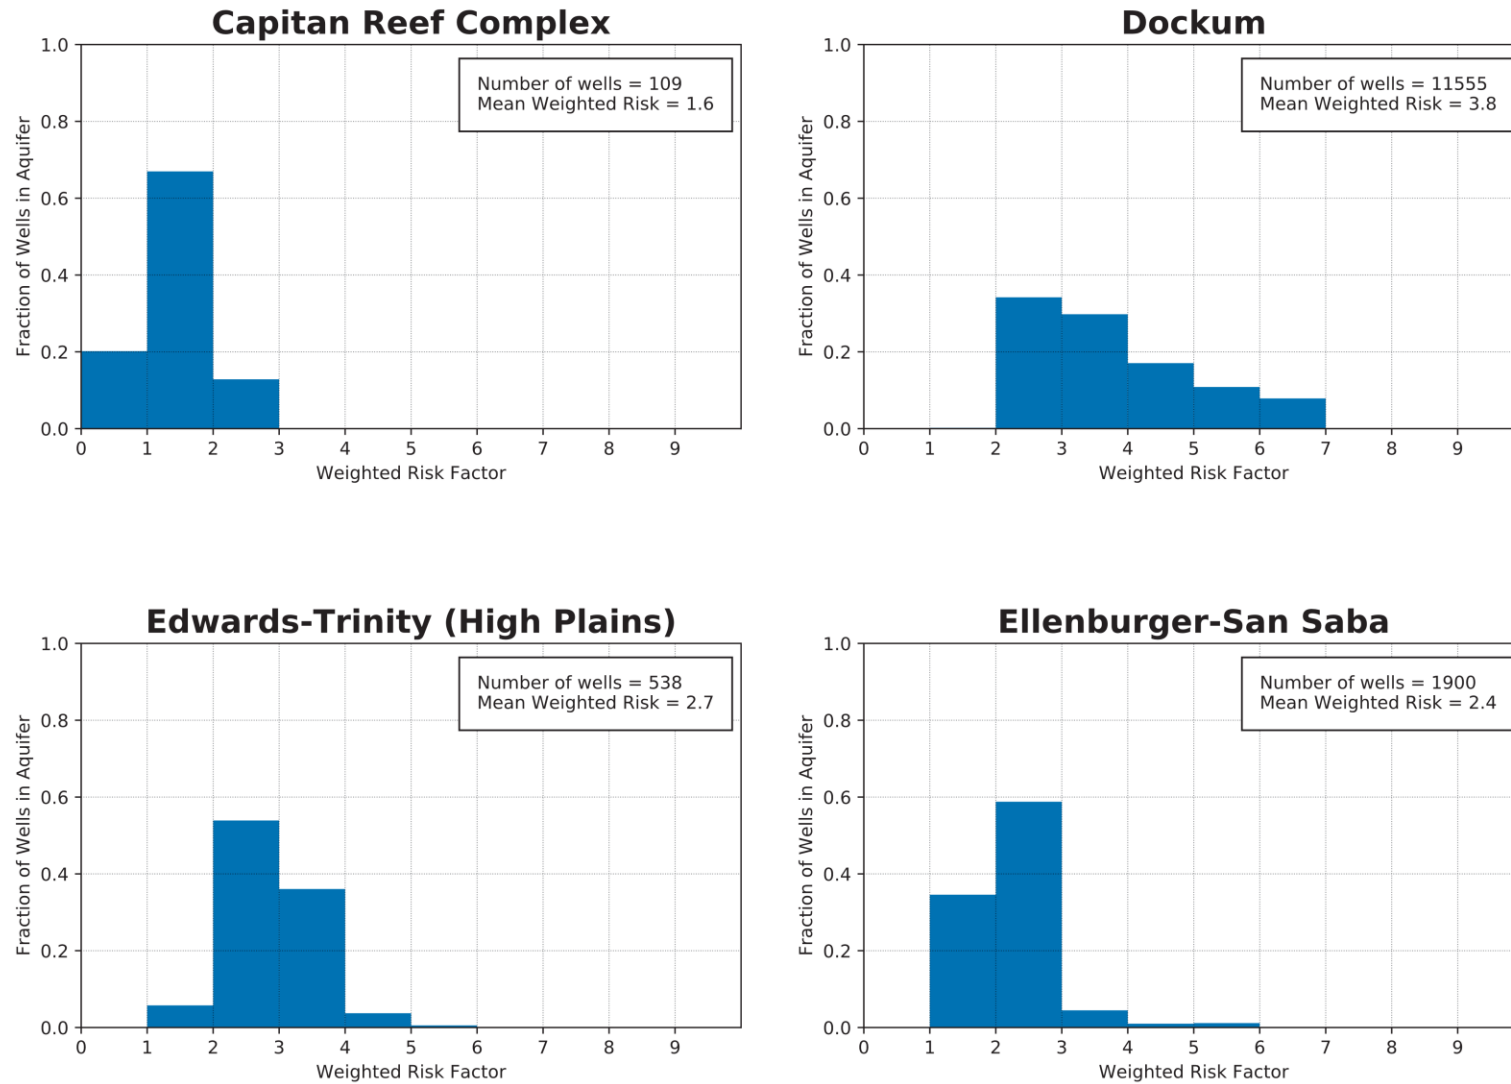 Capitan Reef Complex
Number of wells = 109
Mean Weighted Risk = 1.6
Fraction of Wells in Aquifer
1.0
0.8
0.6
0.4
0.2
0.0
0 1 2 3 4 5 6 7 8 9
Weighted Risk Factor
Dockum
Number of wells = 11555
Mean Weighted Risk = 3.8
Fraction of Wells in Aquifer
1.0
0.8
0.6
0.4
0.2
0.0
0 1 2 3 4 5 6 7 8 9
Weighted Risk Factor
Edwards-Trinity (High Plains)
Number of wells = 538
Mean Weighted Risk = 2.7
Fraction of Wells in Aquifer
1.0
0.8
0.6
0.4
0.2
0.0
0 1 2 3 4 5 6 7 8 9
Weighted Risk Factor
Ellenburger-San Saba
Number of wells = 1900
Mean Weighted Risk = 2.4
Fraction of Wells in Aquifer
1.0
0.8
0.6
0.4
0.2
0.0
0 1 2 3 4 5 6 7 8 9
Weighted Risk Factor